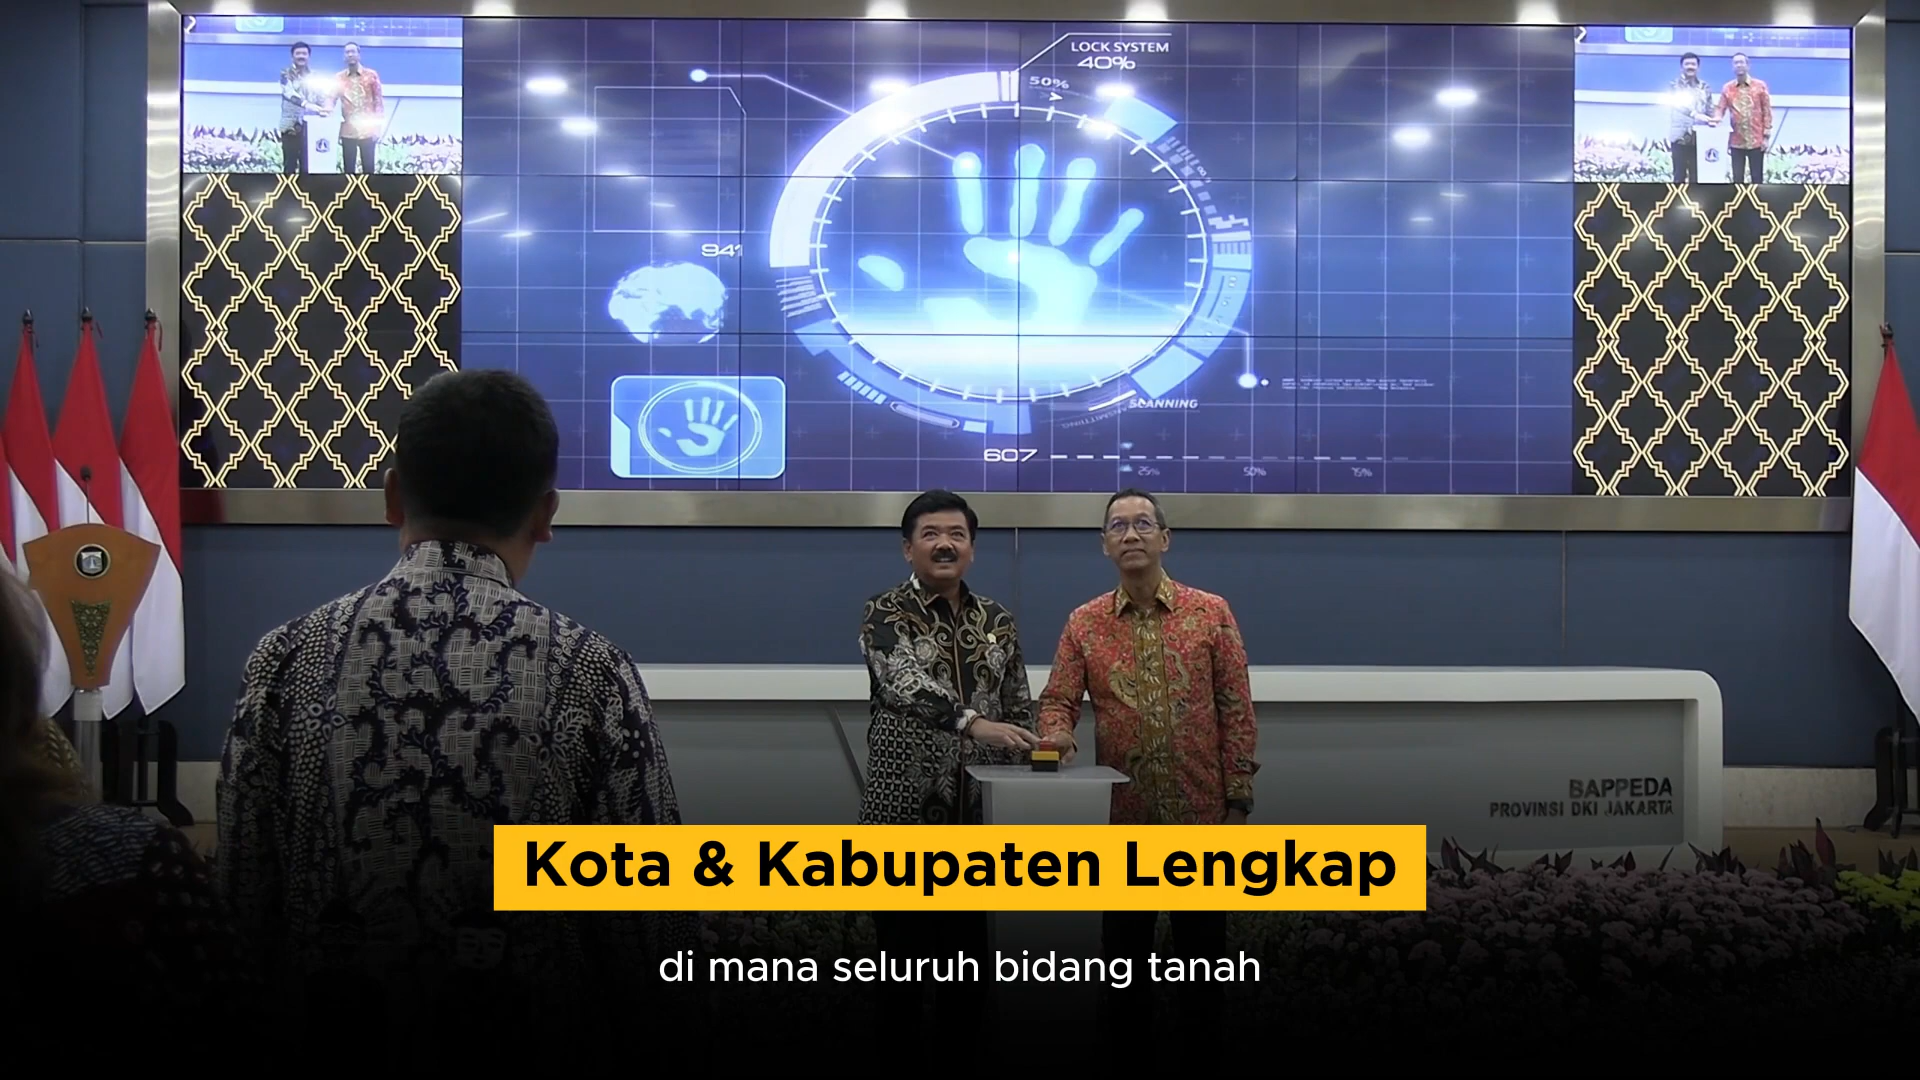 LOCK SYSTEM
40%
50%
941
SCANNING
607
25%
50%
75%
BAPPEDA
PROVINSI DKI JAKARTA
Kota & Kabupaten Lengkap
di mana seluruh bidang tanah